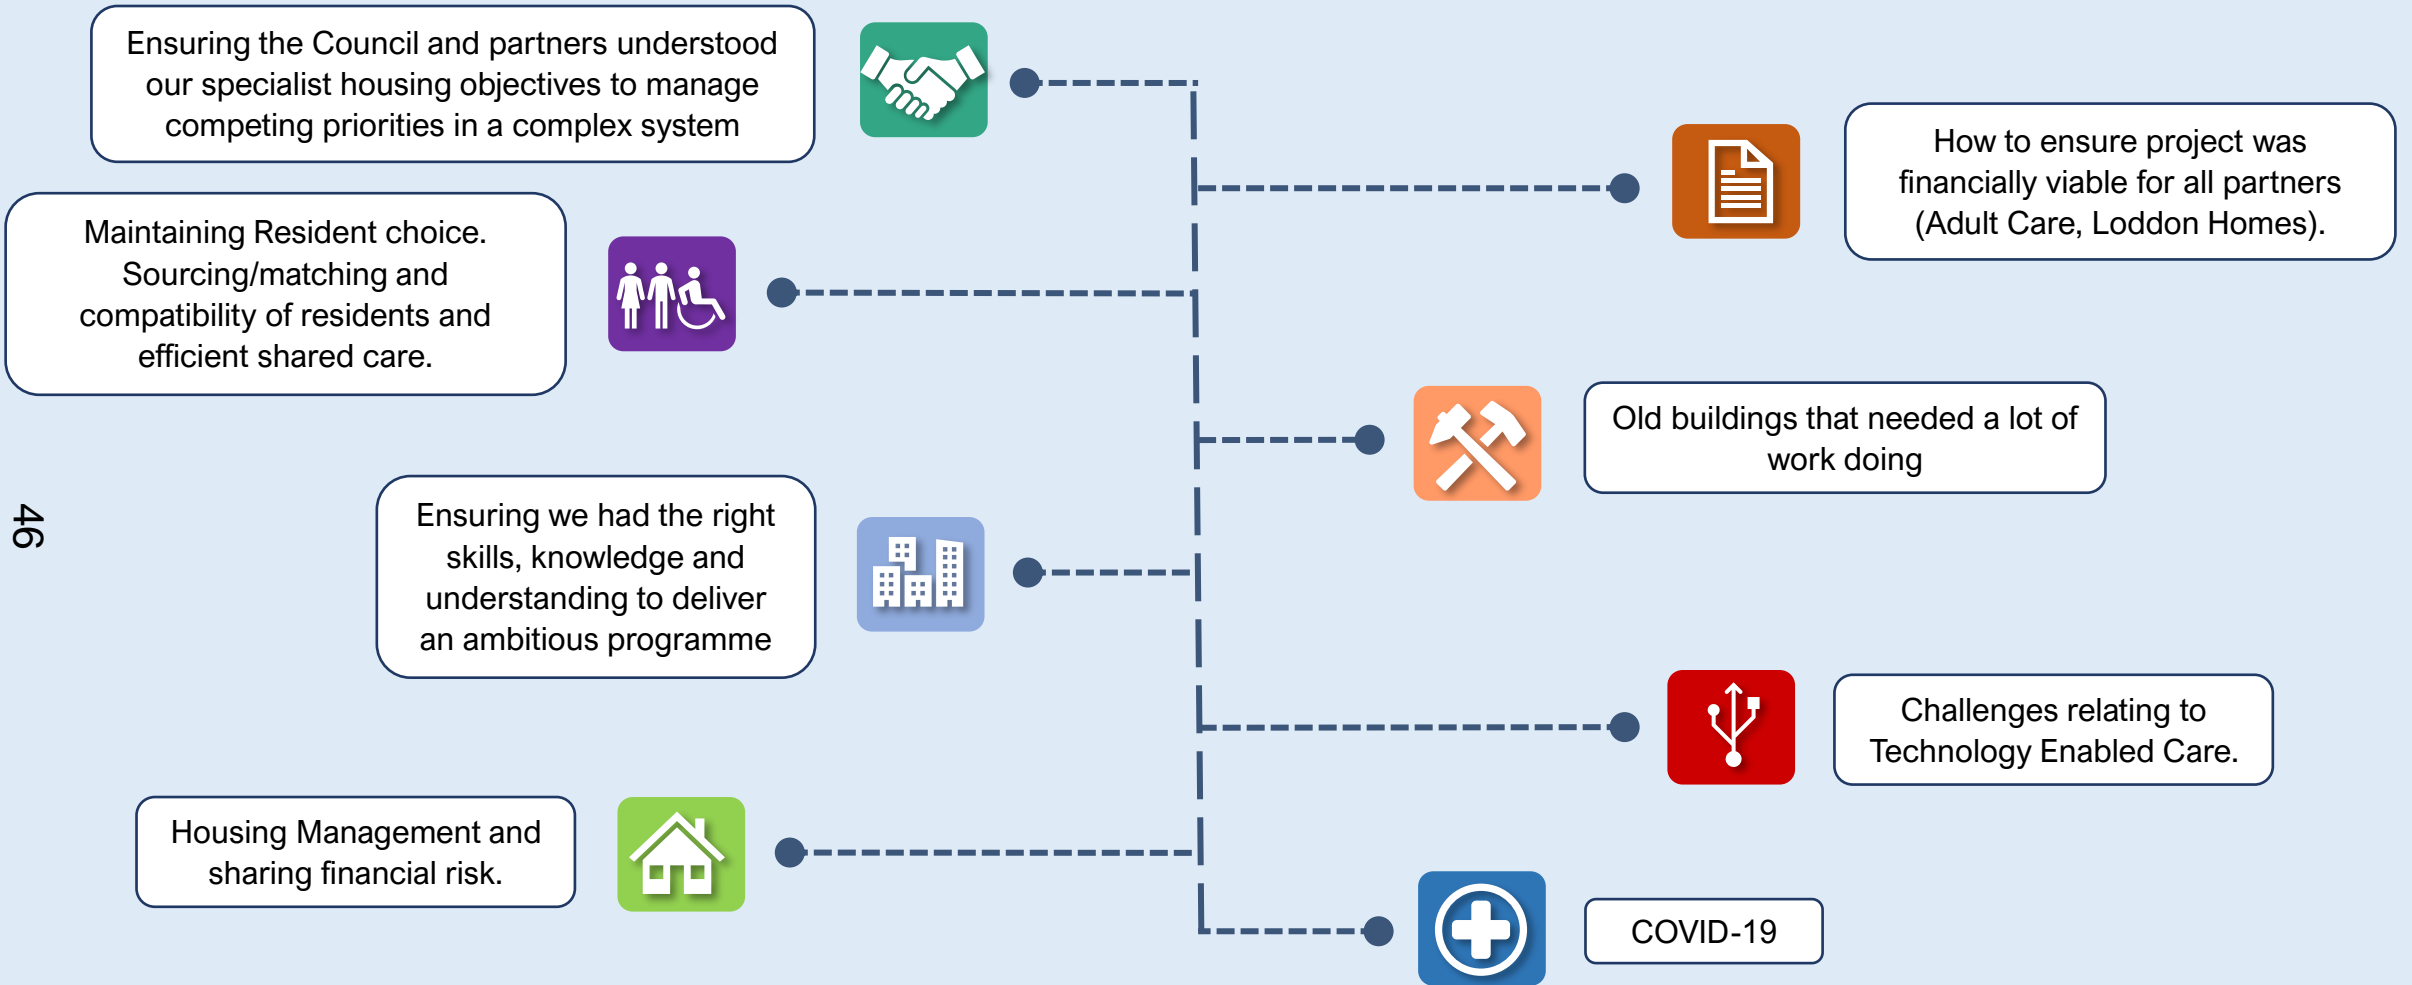 Ensuring the Council and partners understood
our specialist housing objectives to manage
competing priorities in a complex system
How to ensure project was
financially viable for all partners
(Adult Care, Loddon Homes).
Maintaining Resident choice.
Sourcing/matching and
compatibility of residents and
efficient shared care.
Old buildings that needed a lot of
work doing
Ensuring we had the right
skills, knowledge and
understanding to deliver
an ambitious programme
Challenges relating to
Technology Enabled Care.
Housing Management and
sharing financial risk.
COVID-19
46